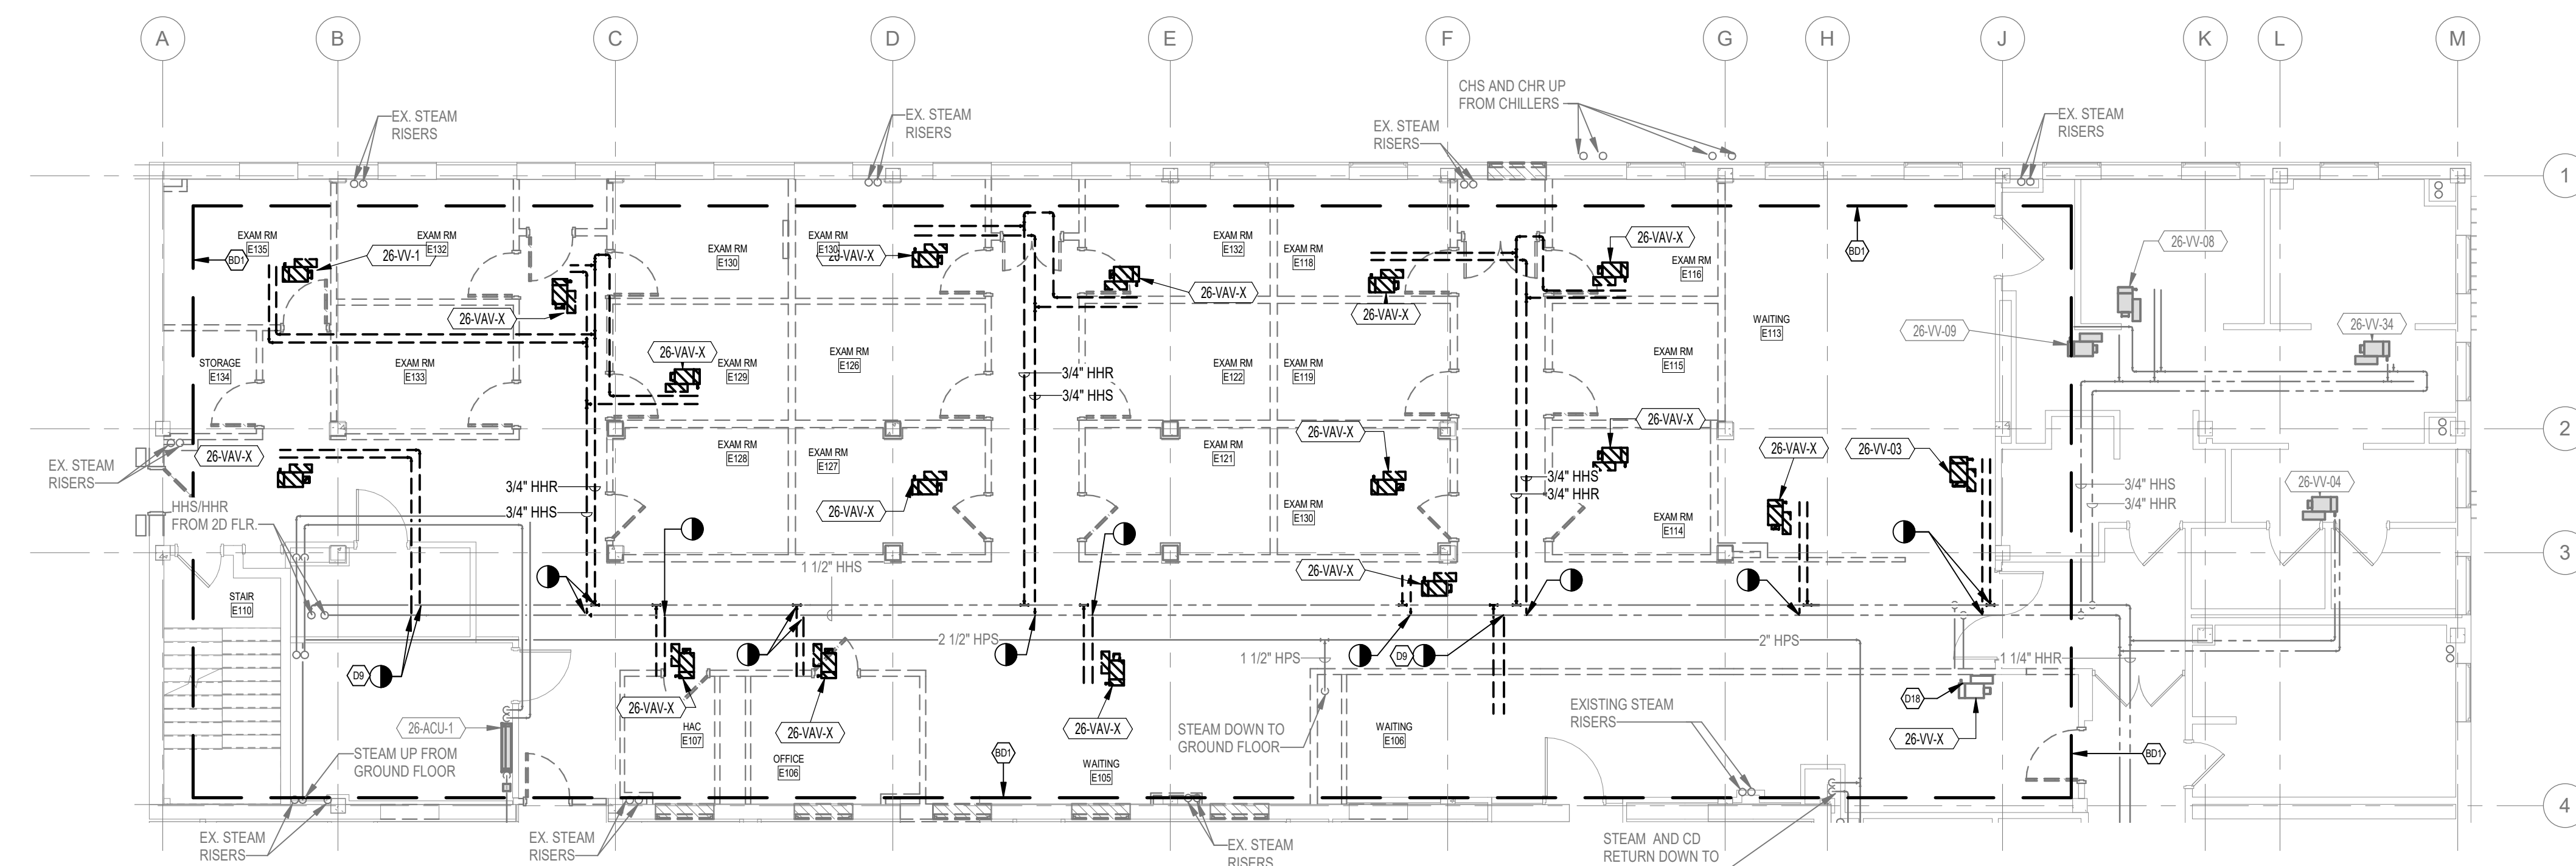 A
B
C
D
E
F
G
H
J
K
L
M
CHS AND CHR UP
FROM CHILLERS
EX. STEAM
RISERS
EX. STEAM
RISERS
EX. STEAM
RISERS
EX. STEAM
RISERS
1
EXAM RM
E135
BD1
26-VV-1
EXAM RM
E132
EXAM RM
E130
EXAM RM
E130
26-VAV-X
EXAM RM
E132
EXAM RM
E118
26-VAV-X
EXAM RM
E116
BD1
26-VV-08
26-VAV-X
26-VAV-X
26-VAV-X
WAITING
E113
26-VV-09
26-VV-34
STORAGE
E134
EXAM RM
E133
26-VAV-X
EXAM RM
E129
EXAM RM
E126
3/4" HHR
3/4" HHS
EXAM RM
E122
EXAM RM
E119
EXAM RM
E115
2
26-VAV-X
EX. STEAM
RISERS
EXAM RM
E128
EXAM RM
E127
EXAM RM
E121
26-VAV-X
26-VAV-X
26-VAV-X
26-VV-03
3/4" HHR
3/4" HHS
26-VAV-X
3/4" HHS
3/4" HHR
3/4" HHS
3/4" HHR
26-VV-04
HHS/HHR
FROM 2D FLR.
EXAM RM
E130
EXAM RM
E114
3
1 1/2" HHS
26-VAV-X
STAIR
E110
2 1/2" HPS
1 1/2" HPS
2" HPS
1 1/4" HHR
D9
D9
D18
26-VAV-X
HAC
E107
26-VAV-X
OFFICE
E106
26-VAV-X
WAITING
E105
BD1
STEAM DOWN TO
GROUND FLOOR
WAITING
E106
EXISTING STEAM
RISERS
26-VV-X
BD1
26-ACU-1
STEAM UP FROM
GROUND FLOOR
4
EX. STEAM
RISERS
EX. STEAM
RISERS
EX. STEAM
RISERS
STEAM AND CD
RETURN DOWN TO